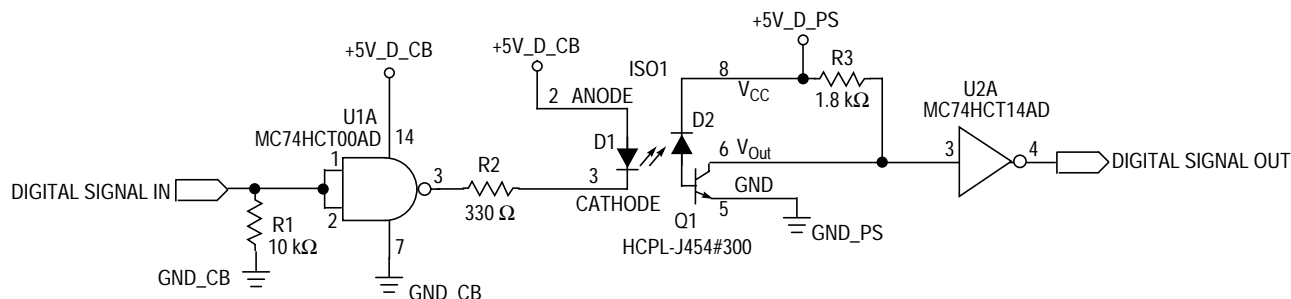 +5V_D_PS
+5V_D_CB
+5V_D_CB
ISO1
8
R3
VCC
1.8 kΩ
U2A
MC74HCT14AD
U1A
MC74HCT00AD
14
2 ANODE
D1
D2
6
VOut
3
4
DIGITAL SIGNAL OUT
1
3
R2
330 Ω
3
CATHODE
GND
5
DIGITAL SIGNAL IN
2
R1
10 kΩ
7
Q1
GND_PS
HCPL-J454#300
GND_CB
GND_CB